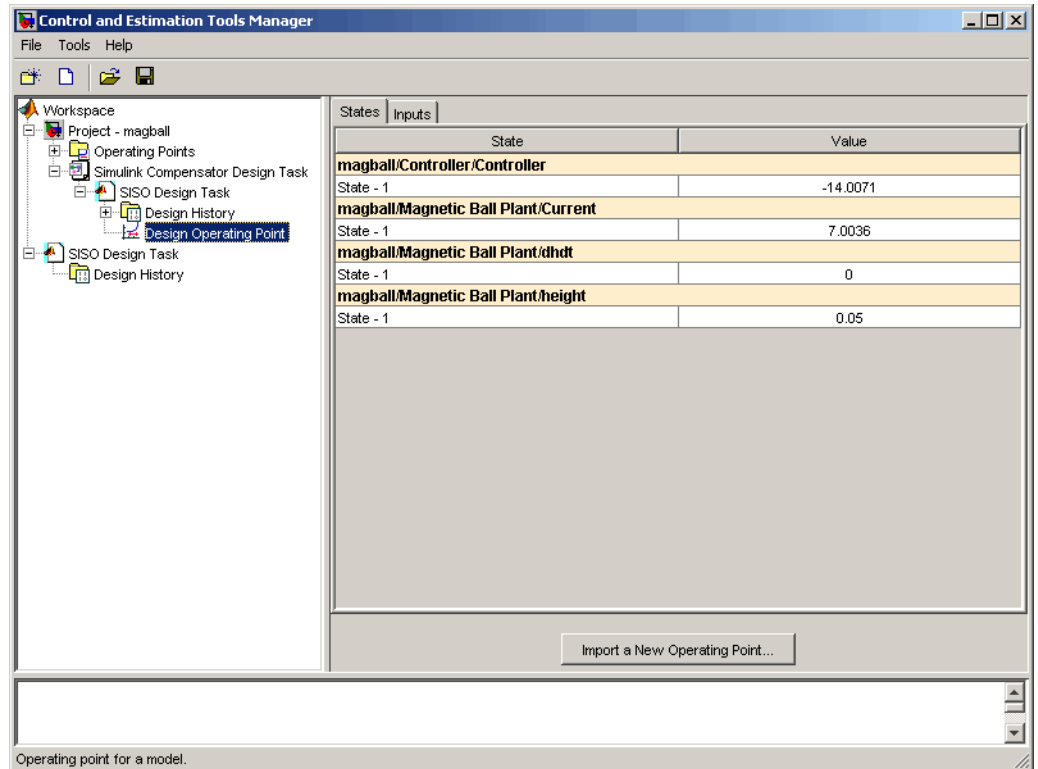 Control and Estimation Tools Manager
File Tools Help
Workspace
Project - magball
Operating Points
Simulink Compensator Design Task
SISO Design Task
Design History
Design Operating Point
SISO Design Task
Design History
States Inputs
State Value
magball/Controller/Controller
State - 1 -14.0071
magball/Magnetic Ball Plant/Current
State - 1 7.0036
magball/Magnetic Ball Plant/dhdt
State - 1 0
magball/Magnetic Ball Plant/height
State - 1 0.05
Import a New Operating Point...
Operating point for a model.